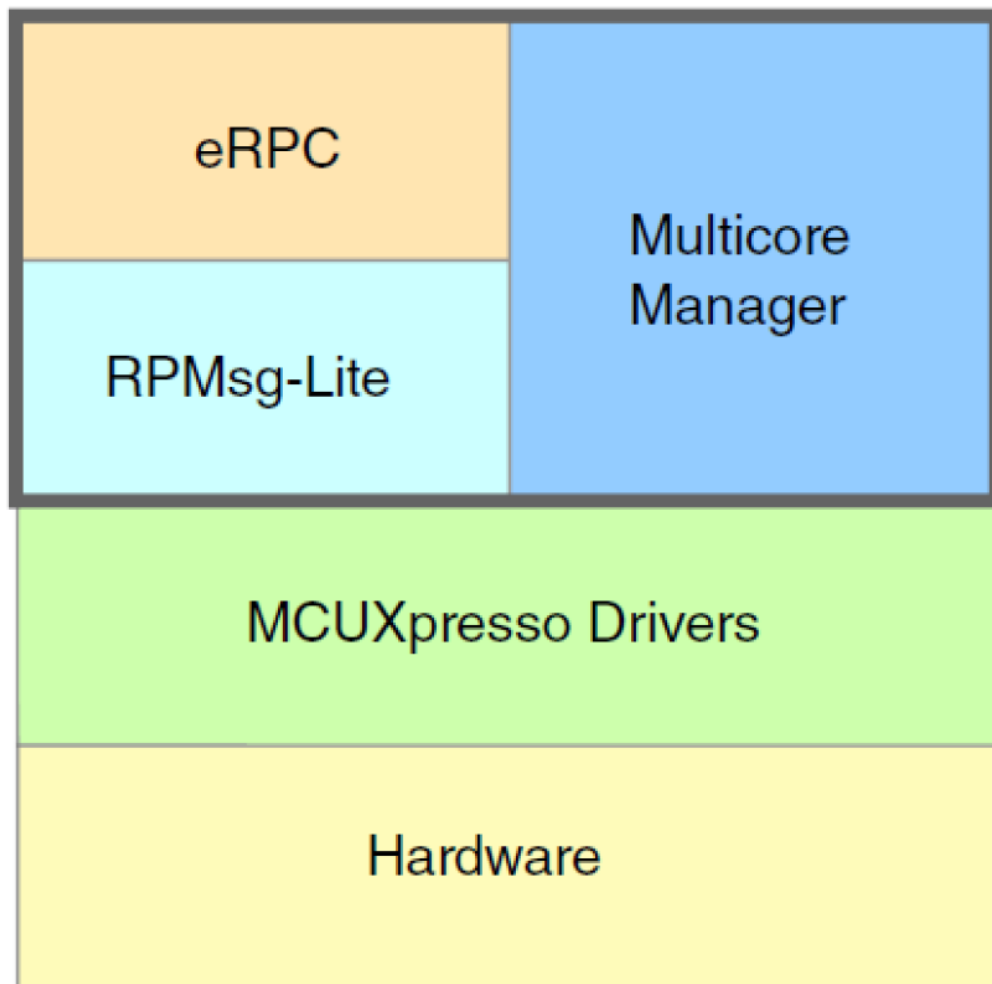 eRPC
Multicore
Manager
RPMsg-Lite
MCUXpresso Drivers
Hardware